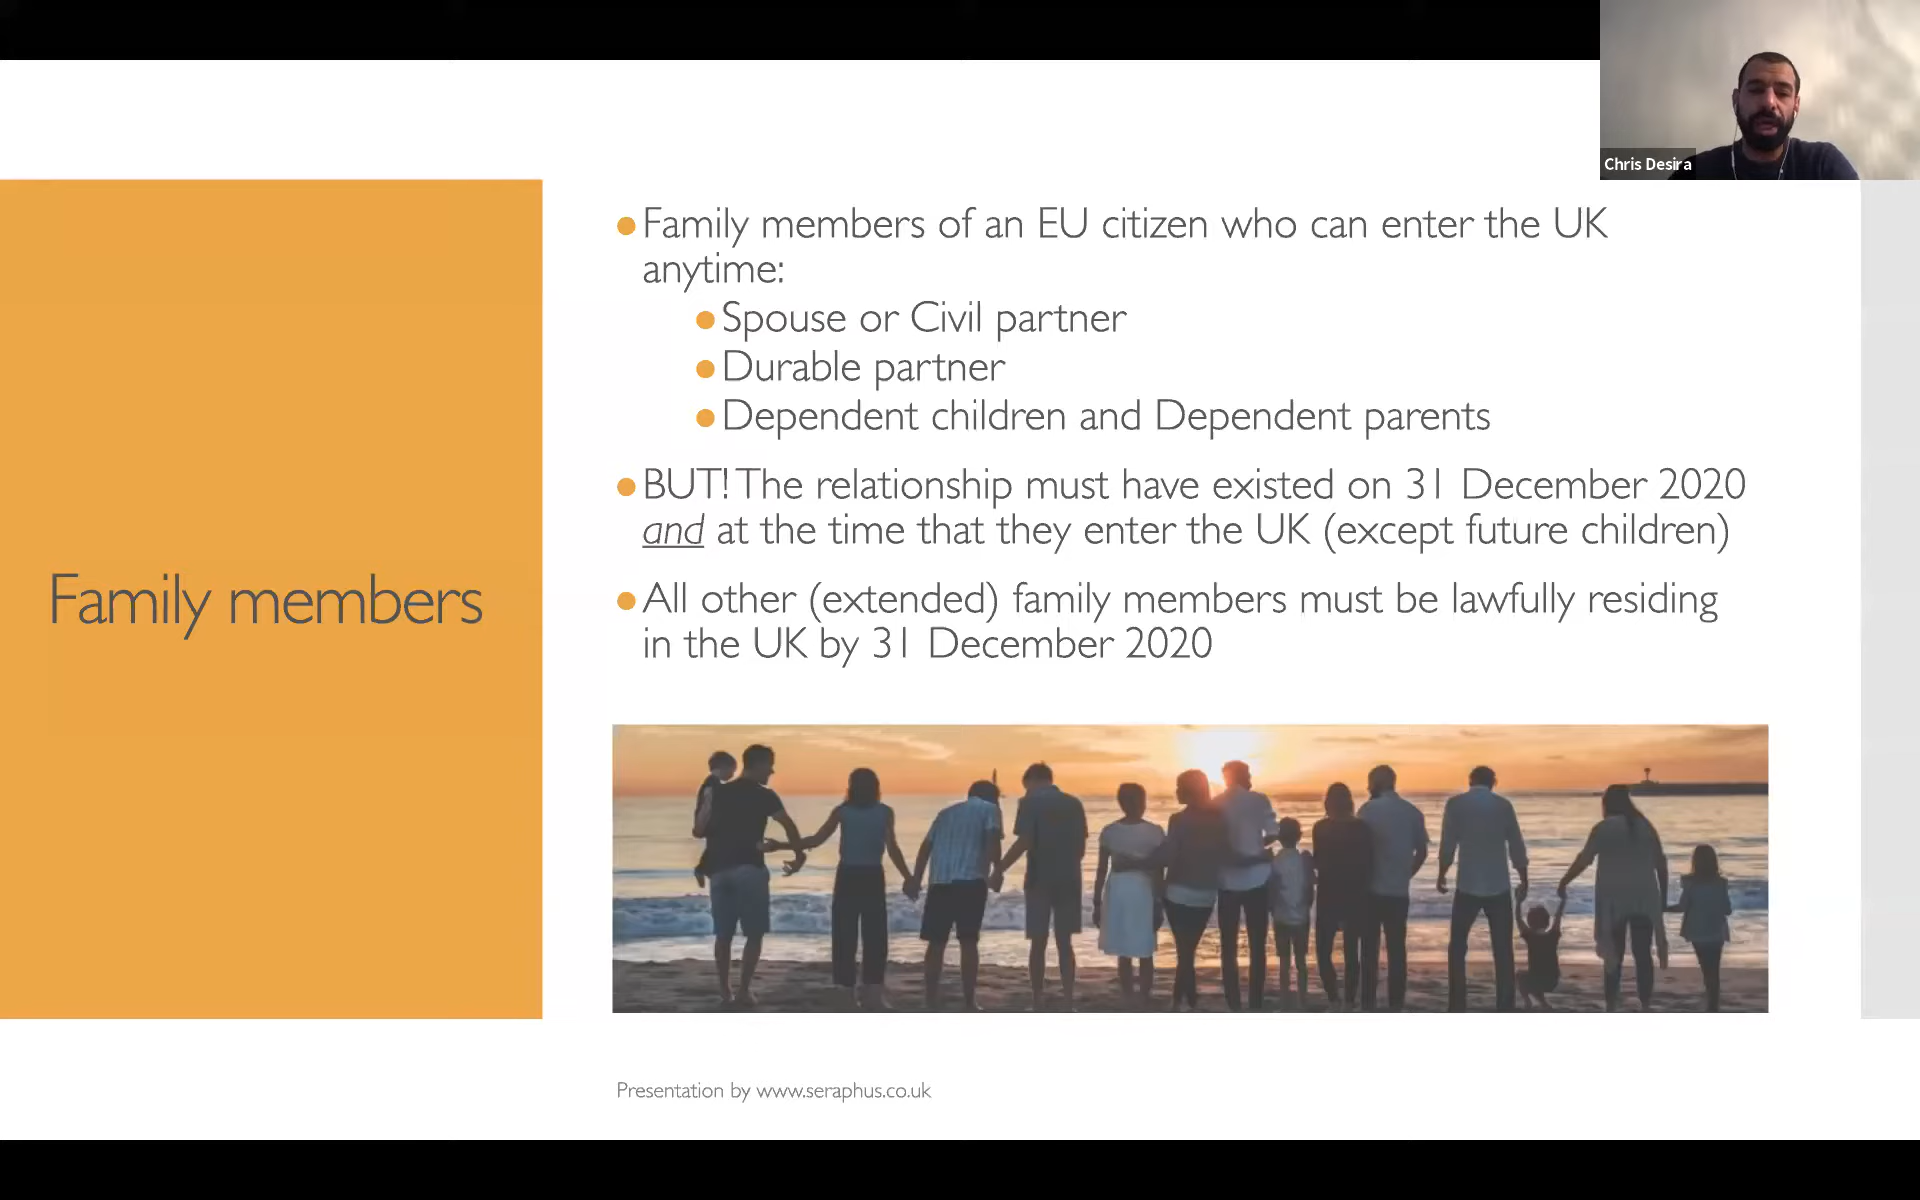 Chris Desira
Family members
Family members of an EU citizen who can enter the UK
anytime:
Spouse or Civil partner
Durable partner
Dependent children and Dependent parents
BUT! The relationship must have existed on 31 December 2020
and at the time that they enter the UK (except future children)
All other (extended) family members must be lawfully residing
in the UK by 31 December 2020
Presentation by www.seraphus.co.uk